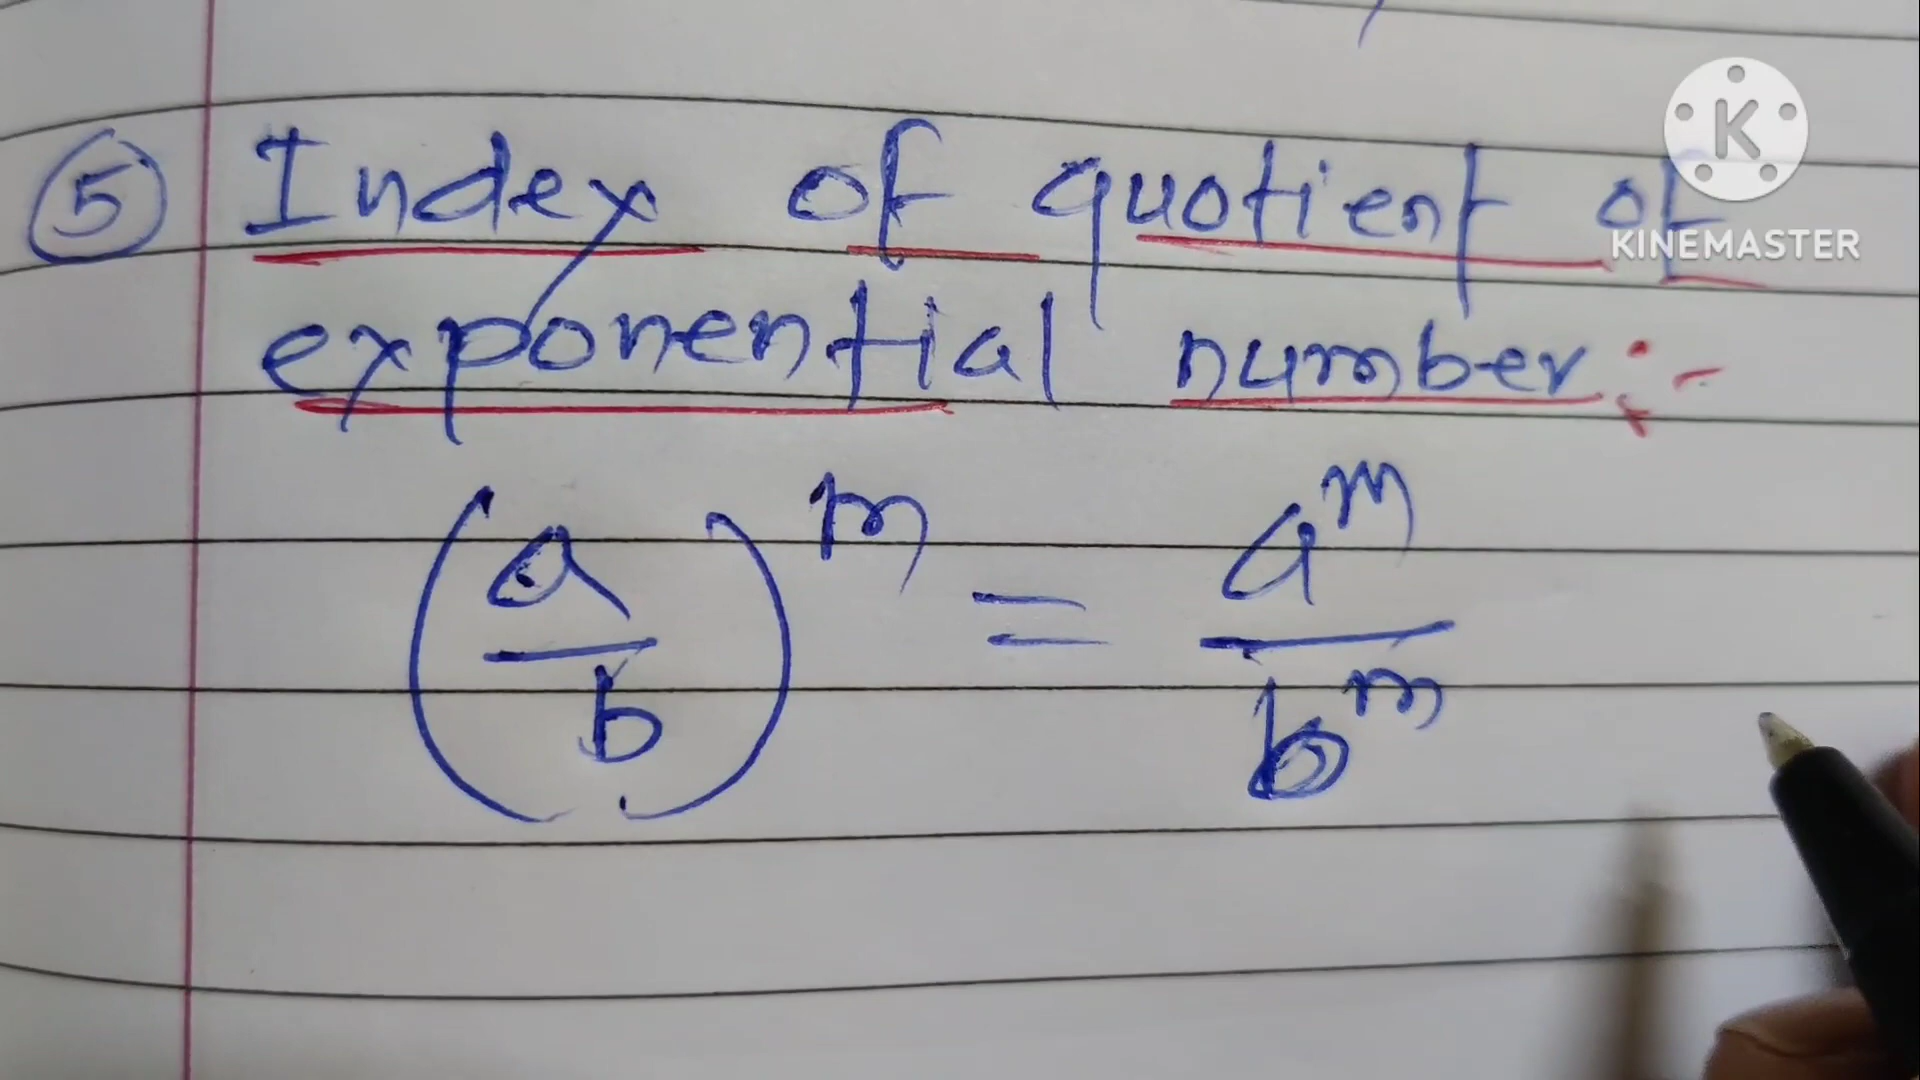 K
KINEMASTER
⑤ Index of quotient of
exponential number:-
(a/b)^m = a^m/b^m